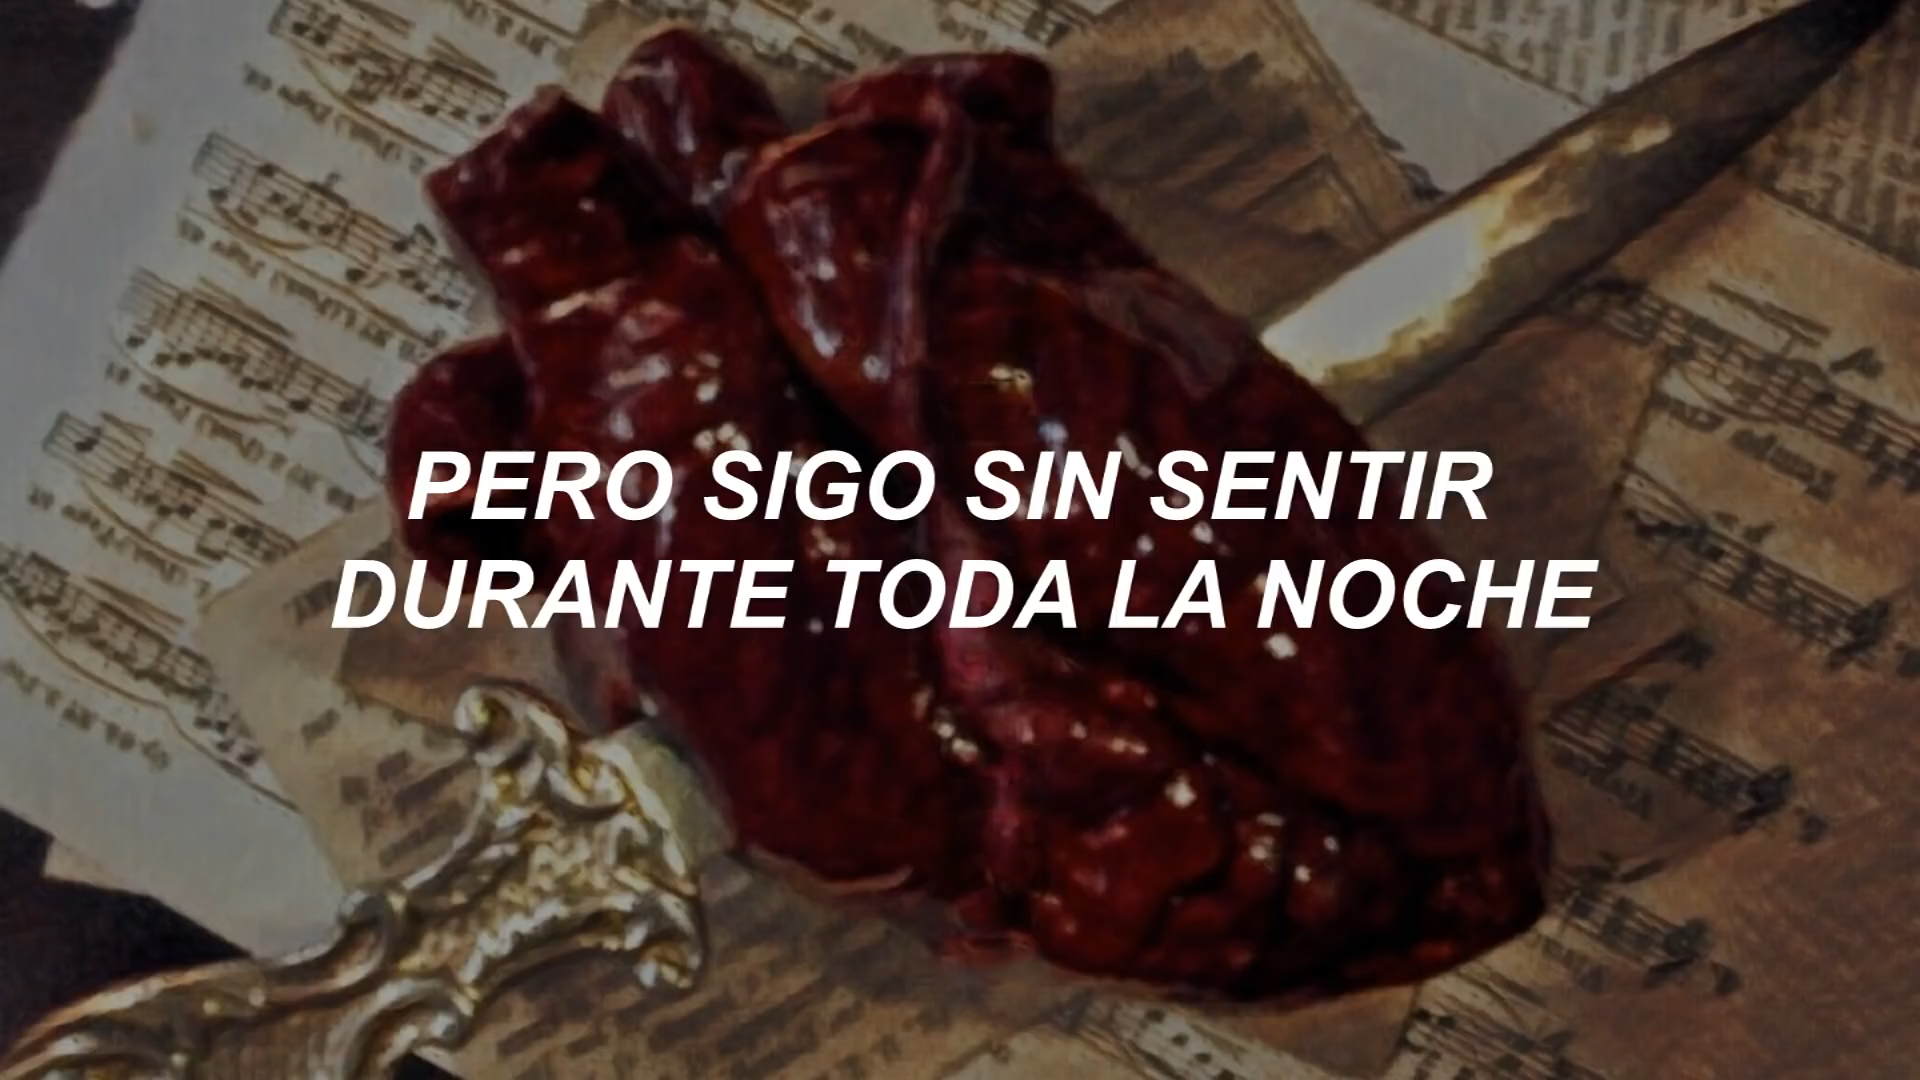 PERO SIGO SIN SENTIR
DURANTE TODA LA NOCHE